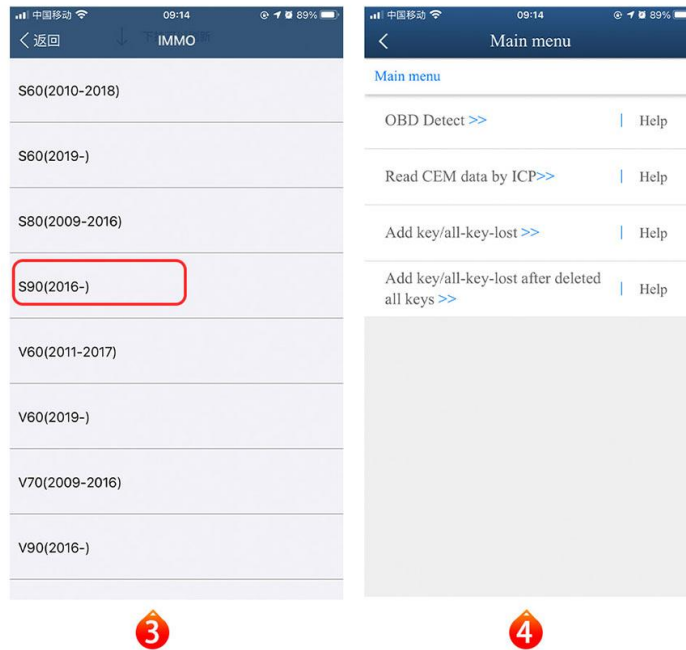 中国移动 09:14 89%
返回 IMMO
S60(2010-2018)
S60(2019-)
S80(2009-2016)
S90(2016-)
V60(2011-2017)
V60(2019-)
V70(2009-2016)
V90(2016-)
3
中国移动 09:14 89%
Main menu
Main menu
OBD Detect >> | Help
Read CEM data by ICP>> | Help
Add key/all-key-lost >> | Help
Add key/all-key-lost after deleted
all keys >> | Help
4